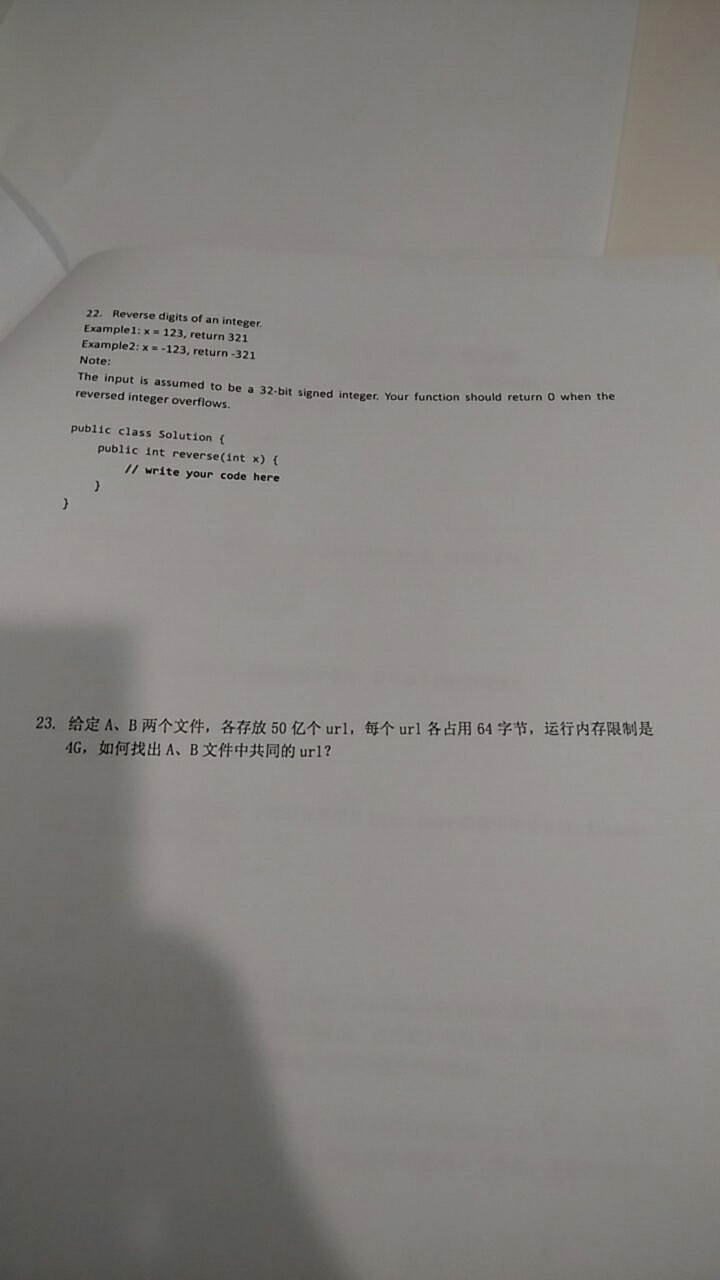 22. Reverse digits of an integer.
Example1: x = 123, return 321
Example2: x = -123, return -321
Note:
The input is assumed to be a 32-bit signed integer. Your function should return 0 when the
reversed integer overflows.
public class Solution {
public int reverse(int x) {
// write your code here
}
}
23. 给定 A、B 两个文件，各存放 50 亿个 url，每个 url 各占用 64 字节，运行内存限制是
4G，如何找出 A、B 文件中共同的 url？